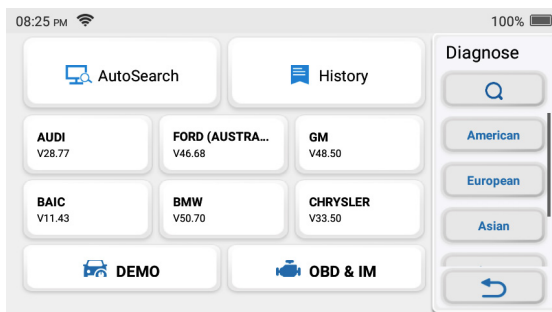 08:25 PM
100%
AutoSearch
History
AUDI
V28.77
FORD (AUSTRA...
V46.68
GM
V48.50
BAIC
V11.43
BMW
V50.70
CHRYSLER
V33.50
DEMO
OBD & IM
Diagnose
American
European
Asian